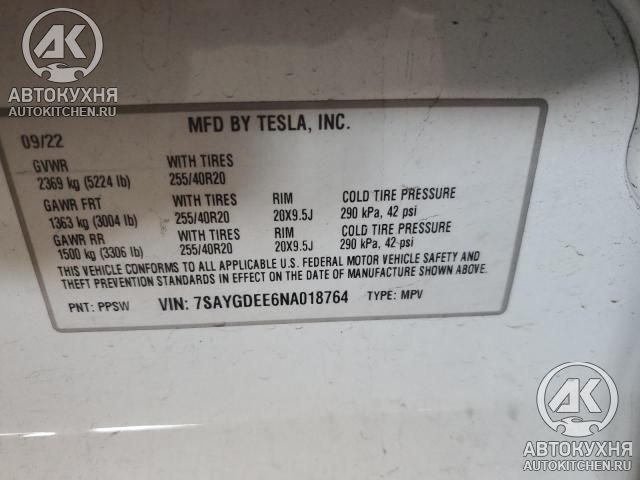 АВТОКУХНЯ
AUTOKITCHEN.RU
MFD BY TESLA, INC.
09/22
GVWR WITH TIRES
2369 kg (5224 lb) 255/40R20
GAWR FRT WITH TIRES RIM COLD TIRE PRESSURE
1363 kg (3004 lb) 255/40R20 20X9.5J 290 kPa, 42 psi
GAWR RR WITH TIRES RIM COLD TIRE PRESSURE
1500 kg (3306 lb) 255/40R20 20X9.5J 290 kPa, 42 psi
THIS VEHICLE CONFORMS TO ALL APPLICABLE U.S. FEDERAL MOTOR VEHICLE SAFETY AND
THEFT PREVENTION STANDARDS IN EFFECT ON THE DATE OF MANUFACTURE SHOWN ABOVE.
PNT: PPSW VIN: 7SAYGDEE6NA018764 TYPE: MPV
АК
АВТОКУХНЯ
AUTOKITCHEN.RU